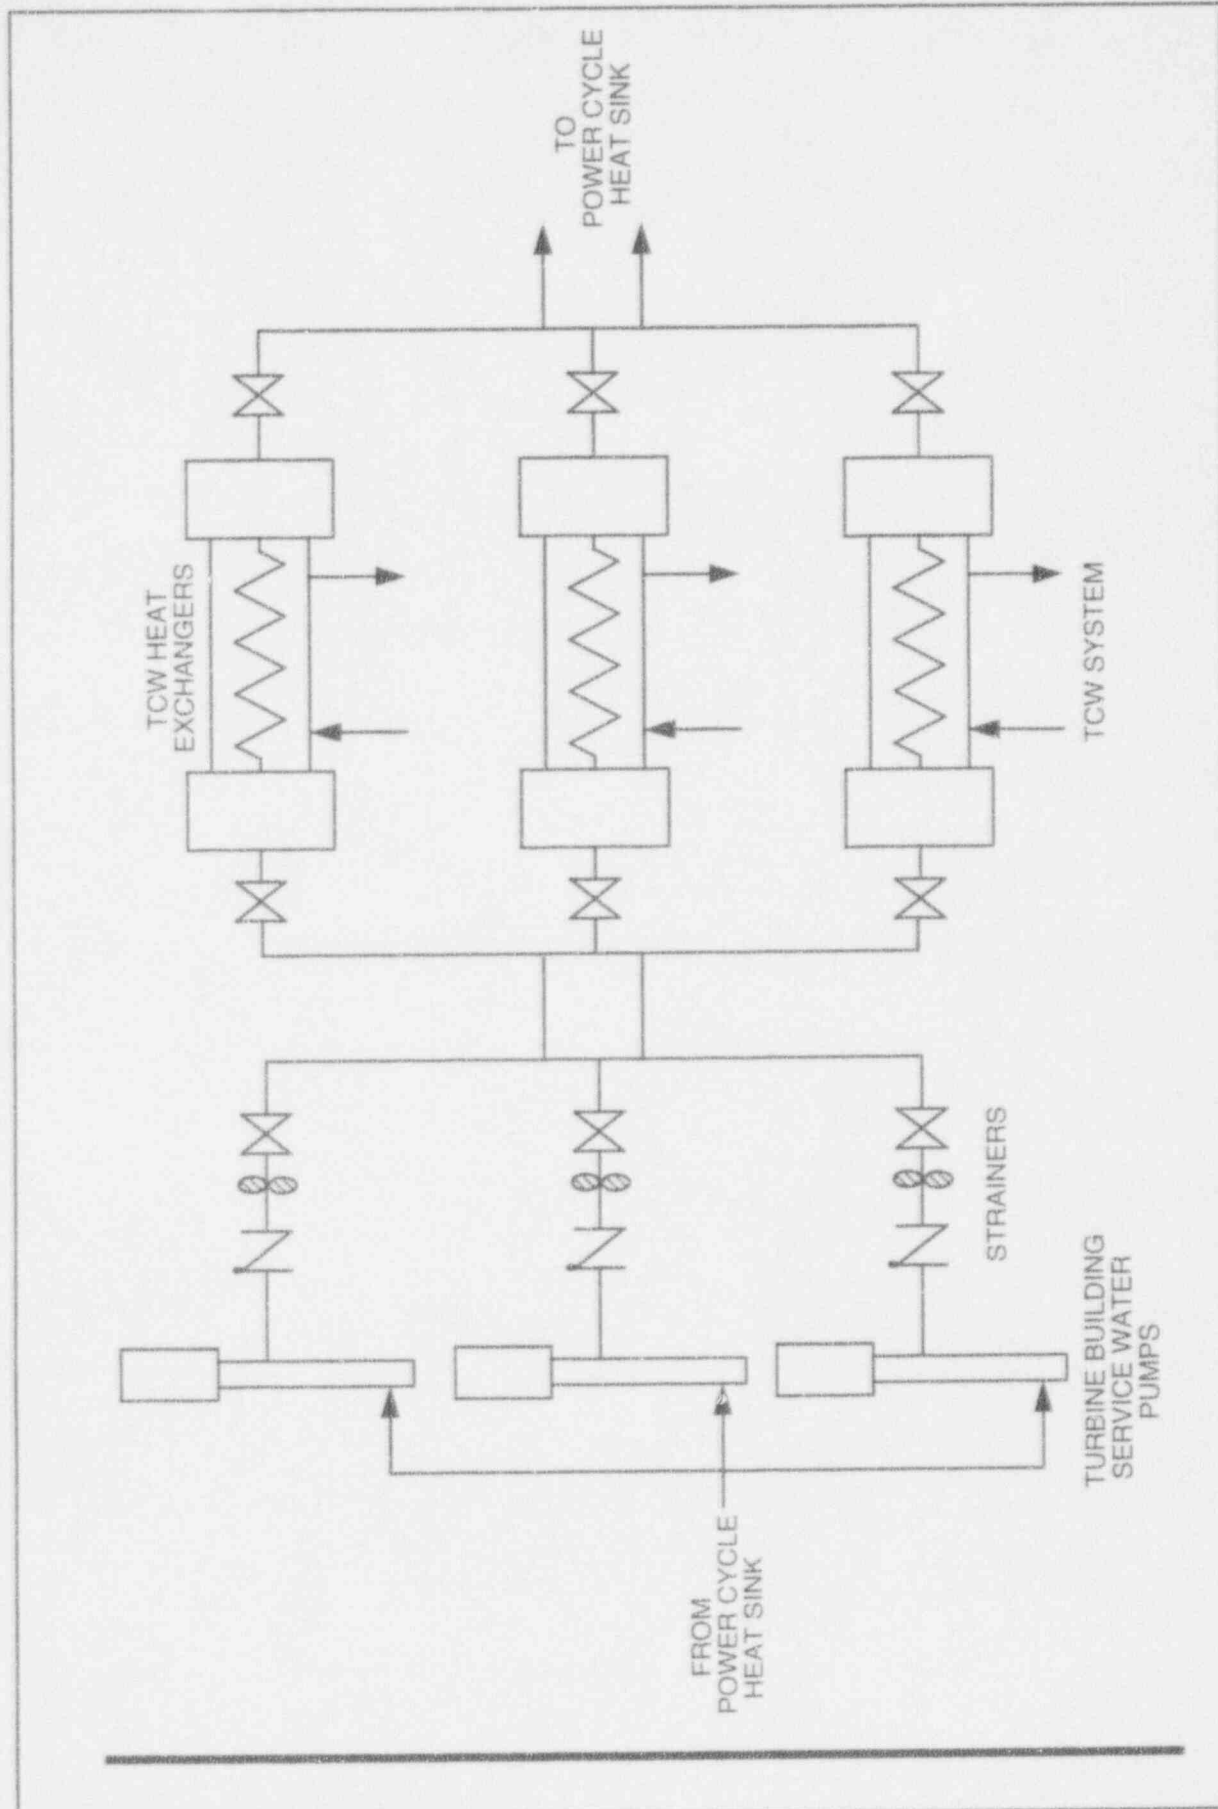 TO
POWER CYCLE
HEAT SINK
TCW HEAT
EXCHANGERS
TCW SYSTEM
STRAINERS
TURBINE BUILDING
SERVICE WATER
PUMPS
FROM
POWER CYCLE
HEAT SINK